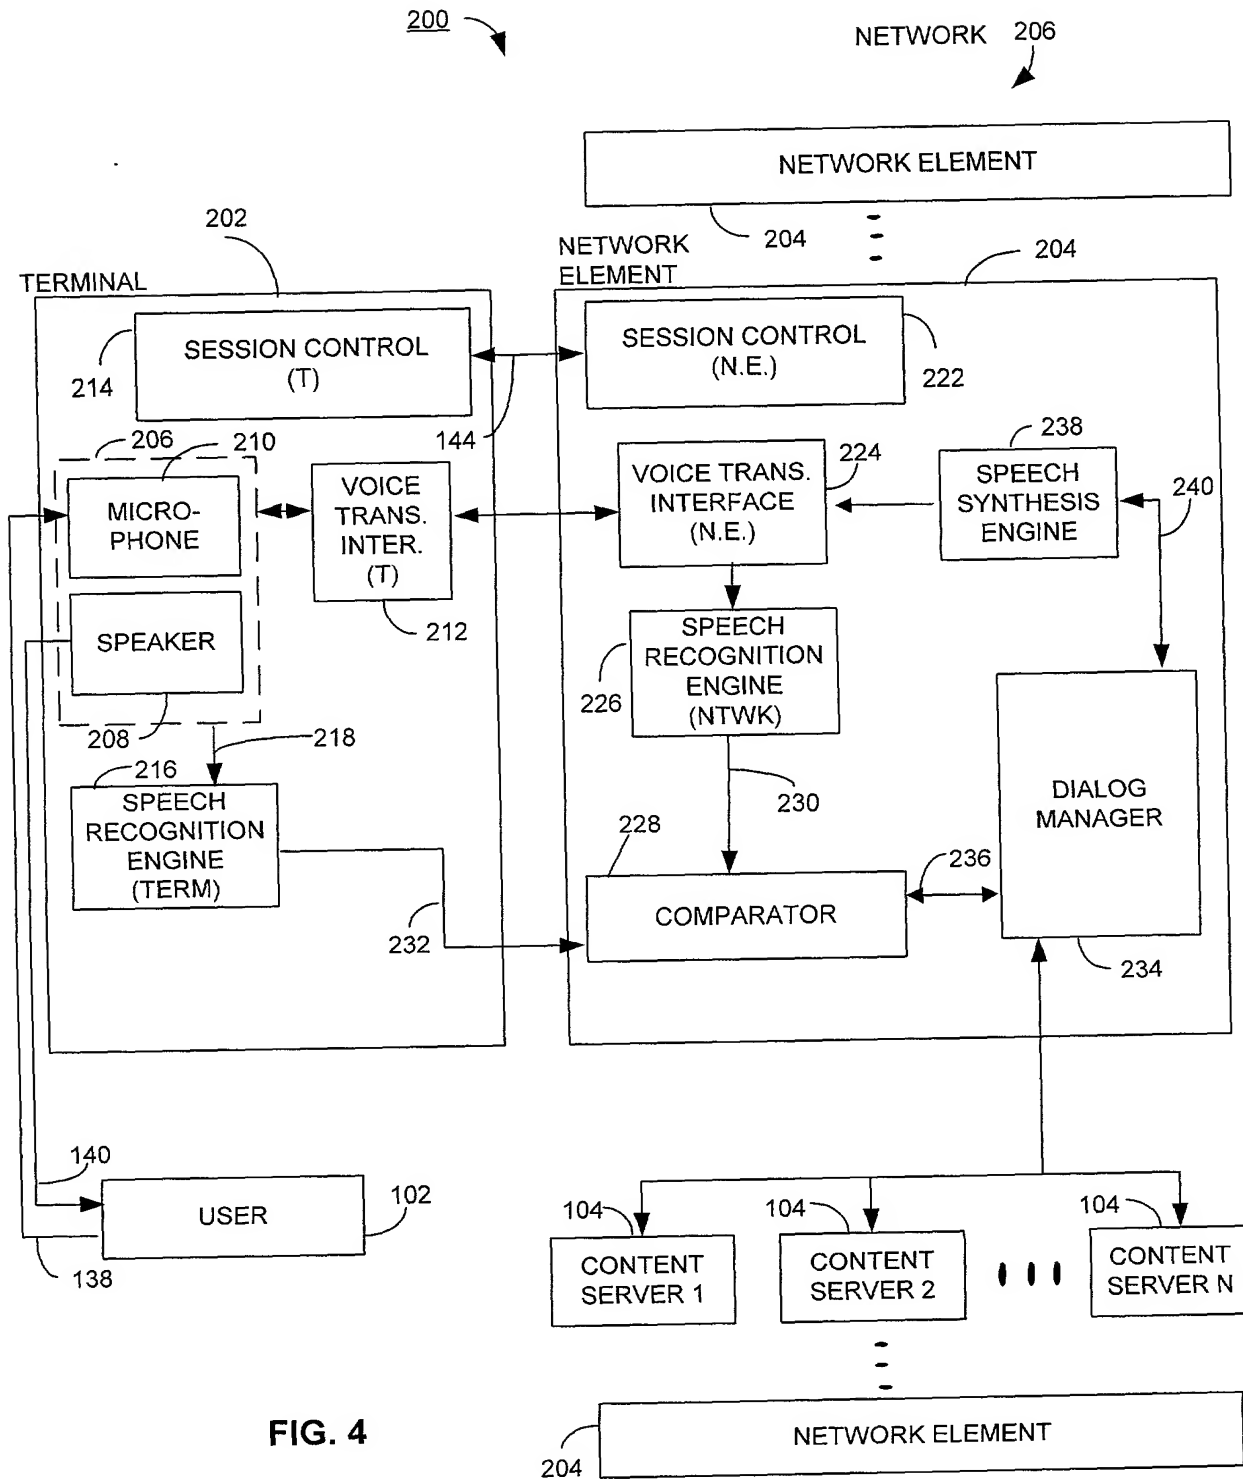 200
NETWORK 206
NETWORK ELEMENT
204
202
NETWORK
ELEMENT
204
TERMINAL
SESSION CONTROL
(T)
214
SESSION CONTROL
(N.E.)
222
144
206
210
MICRO-
PHONE
VOICE
TRANS.
INTER.
(T)
212
VOICE TRANS.
INTERFACE
(N.E.)
224
238
SPEECH
SYNTHESIS
ENGINE
240
SPEAKER
208
218
SPEECH
RECOGNITION
ENGINE
(NTWK)
226
216
SPEECH
RECOGNITION
ENGINE
(TERM)
230
228
COMPARATOR
232
236
DIALOG
MANAGER
234
140
USER
102
138
104
CONTENT
SERVER 1
104
CONTENT
SERVER 2
104
CONTENT
SERVER N
FIG. 4
NETWORK ELEMENT
204